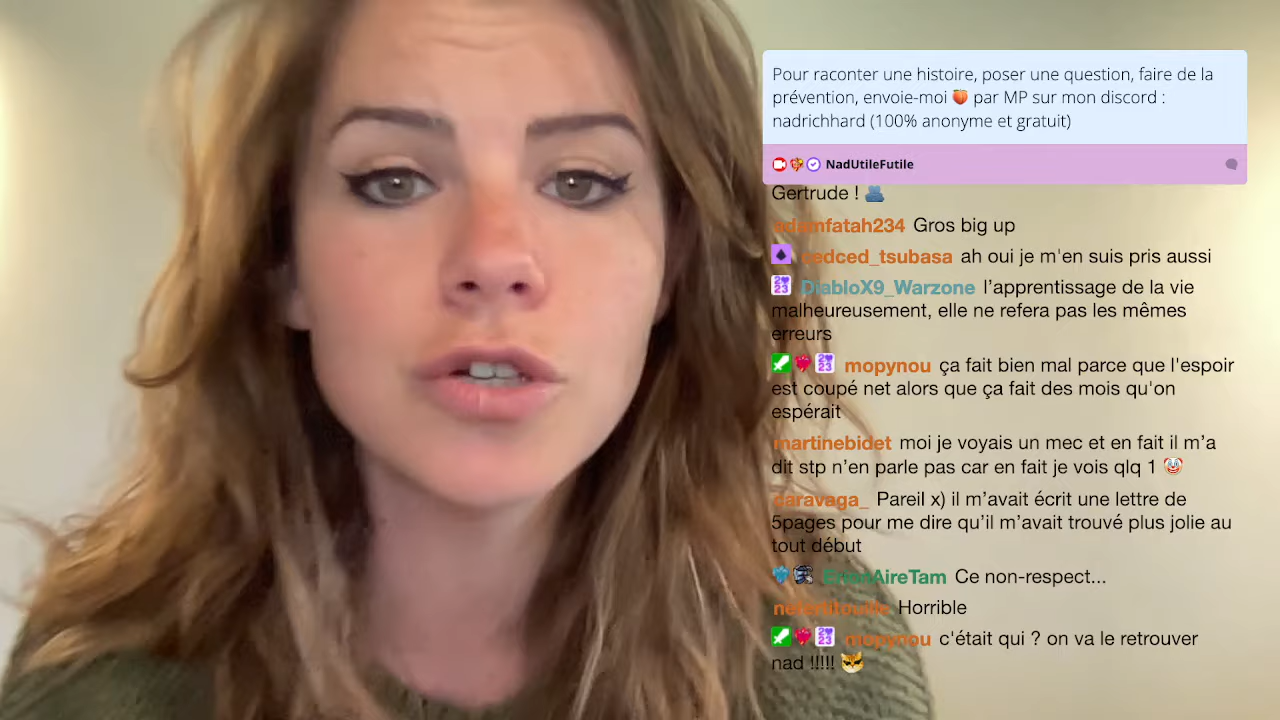 Pour raconter une histoire, poser une question, faire de la
prévention, envoie-moi 🍑 par MP sur mon discord :
nadrichhard (100% anonyme et gratuit)
NadUtileFutile
Gertrude !
adamfatah234 Gros big up
cedced_tsubasa ah oui je m'en suis pris aussi
DiabloX9_Warzone l’apprentissage de la vie
malheureusement, elle ne refera pas les mêmes
erreurs
mopynou ça fait bien mal parce que l'espoir
est coupé net alors que ça fait des mois qu'on
espérait
martinebidet moi je voyais un mec et en fait il m’a
dit stp n’en parle pas car en fait je vois qlq 1 🤡
caravaga_ Pareil x) il m’avait écrit une lettre de
5pages pour me dire qu’il m’avait trouvé plus jolie au
tout début
Ce non-respect...
Horrible
mopynou c'était qui ? on va le retrouver
nad !!!!!